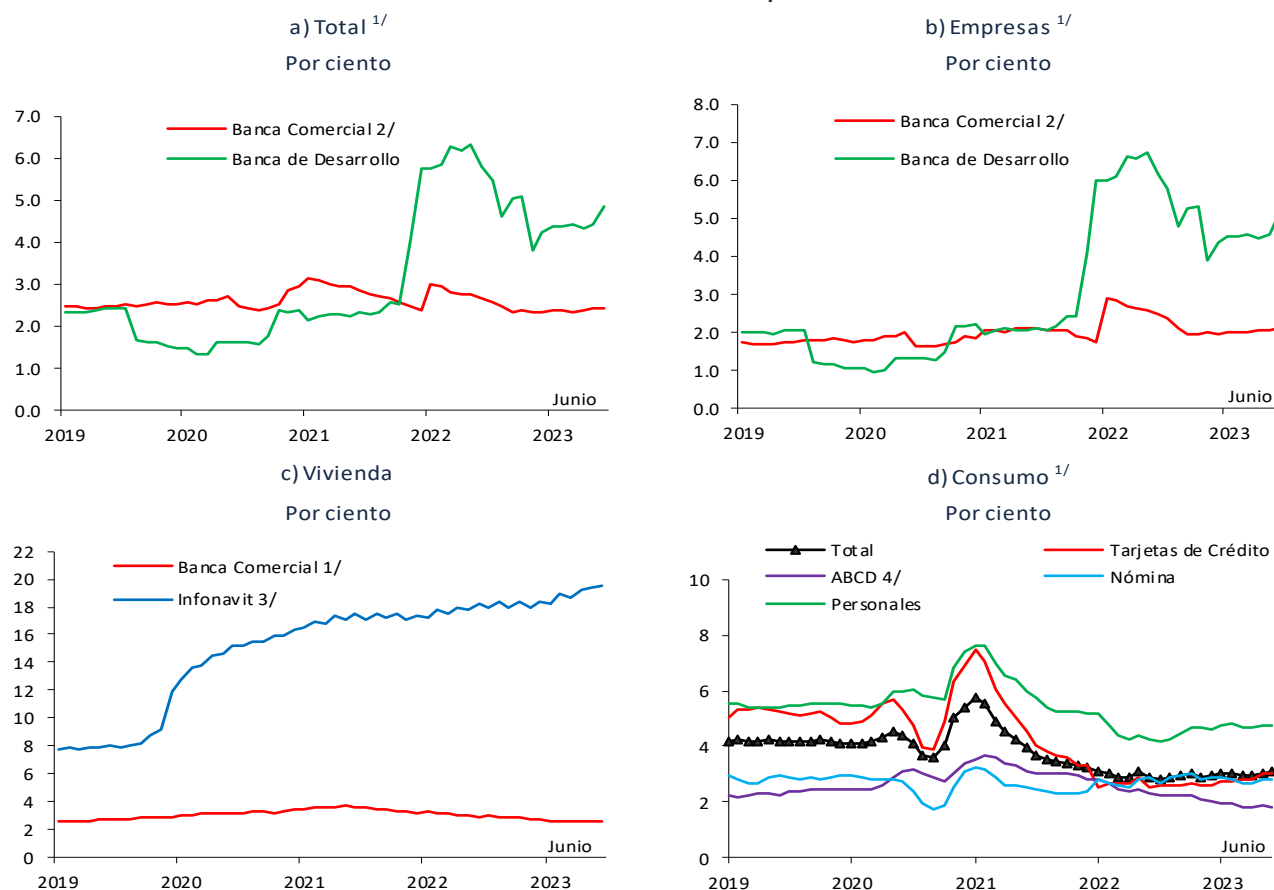 a) Total 1/
Por ciento
7.0
6.0
5.0
4.0
3.0
2.0
1.0
0.0
Banca Comercial 2/
Banca de Desarrollo
Junio
2019 2020 2021 2022 2023
b) Empresas 1/
Por ciento
8.0
7.0
6.0
5.0
4.0
3.0
2.0
1.0
0.0
Banca Comercial 2/
Banca de Desarrollo
Junio
2019 2020 2021 2022 2023
c) Vivienda
Por ciento
22
20
18
16
14
12
10
8
6
4
2
0
Banca Comercial 1/
Infonavit 3/
Junio
2019 2020 2021 2022 2023
d) Consumo 1/
Por ciento
Total Tarjetas de Crédito
ABCD 4/ Nómina
Personales
10
8
6
4
2
0
Junio
2019 2020 2021 2022 2023